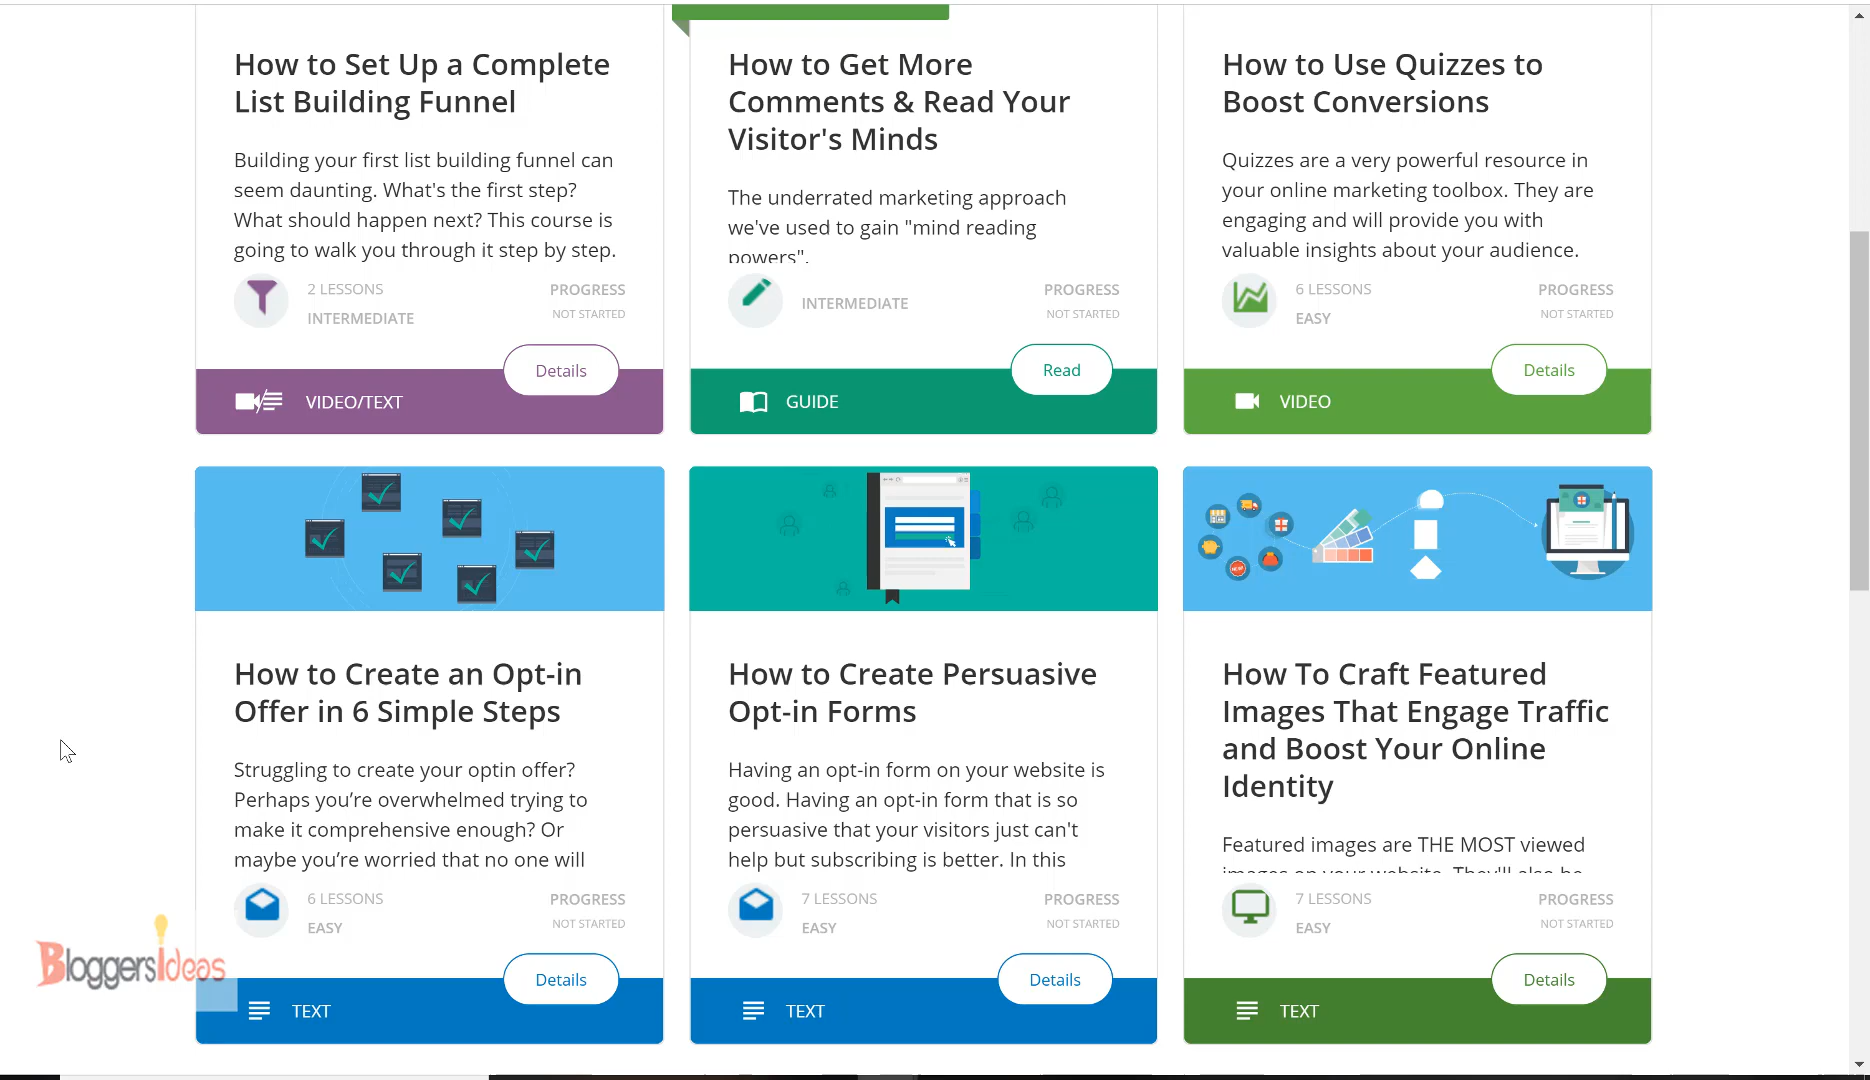 How to Set Up a Complete
List Building Funnel
Building your first list building funnel can
seem daunting. What's the first step?
What should happen next? This course is
going to walk you through it step by step.
2 LESSONS
INTERMEDIATE
PROGRESS
NOT STARTED
Details
VIDEO/TEXT
How to Get More
Comments & Read Your
Visitor's Minds
The underrated marketing approach
we've used to gain "mind reading
powers".
INTERMEDIATE
PROGRESS
NOT STARTED
Read
GUIDE
How to Use Quizzes to
Boost Conversions
Quizzes are a very powerful resource in
your online marketing toolbox. They are
engaging and will provide you with
valuable insights about your audience.
6 LESSONS
EASY
PROGRESS
NOT STARTED
Details
VIDEO
How to Create an Opt-in
Offer in 6 Simple Steps
Struggling to create your optin offer?
Perhaps you’re overwhelmed trying to
make it comprehensive enough? Or
maybe you’re worried that no one will
6 LESSONS
EASY
PROGRESS
NOT STARTED
Details
TEXT
How to Create Persuasive
Opt-in Forms
Having an opt-in form on your website is
good. Having an opt-in form that is so
persuasive that your visitors just can't
help but subscribing is better. In this
7 LESSONS
EASY
PROGRESS
NOT STARTED
Details
TEXT
NEW
How To Craft Featured
Images That Engage Traffic
and Boost Your Online
Identity
Featured images are THE MOST viewed
images on your website. They'll also be
7 LESSONS
EASY
PROGRESS
NOT STARTED
Details
TEXT
BloggersIdeas